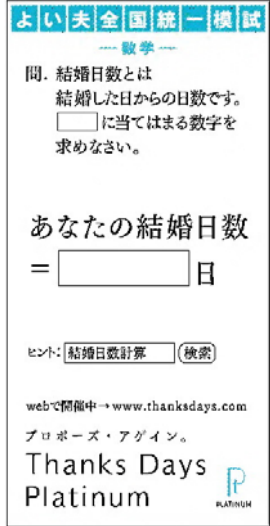 よい夫全国統一模試
数学
問. 結婚日数とは
結婚した日からの日数です。
に当てはまる数字を
求めなさい。
あなたの結婚日数
= 日
ヒント: 結婚日数計算 (検索)
webで開催中→www.thanksdays.com
プロポーズ・アゲイン。
Thanks Days
Platinum
PLATINUM